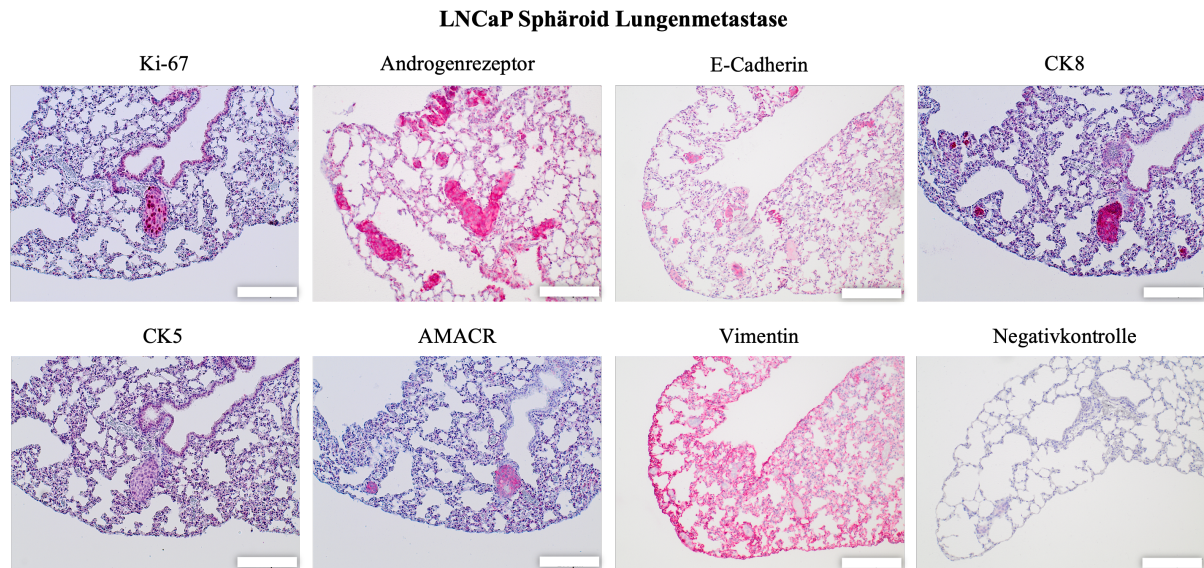 LNCaP Sphäroid Lungenmetastase
Ki-67
Androgenrezeptor
E-Cadherin
CK8
CK5
AMACR
Vimentin
Negativkontrolle